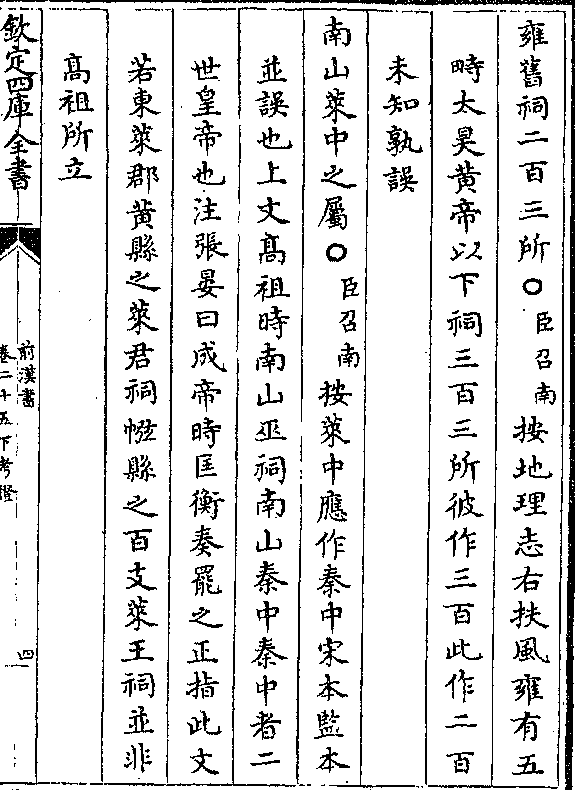 雍舊祠二百三所〇臣召南按地理志右扶風雍有五
畤太昊黄帝以下祠三百三所彼作三百此作二百
未知孰誤
南山萊中之屬〇臣召南按萊中應作秦中宋本監本
並誤也上文髙祖時南山巫祠南山秦中秦中者二
世皇帝也注張晏曰成帝時匡衡奏罷之正指此文
若東萊郡黄縣之萊君祠㡉縣之百支萊王祠並非
髙祖所立
欽定四庫全書
前漢書
卷二十五下考證
四